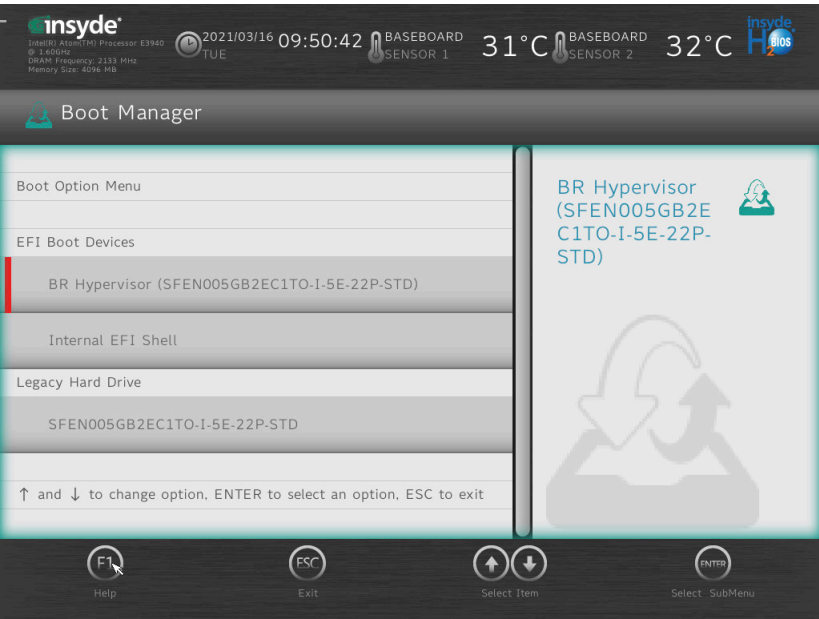 insyde®
Intel(R) Atom(TM) Processor E3940
@ 1.60GHz
DRAM Frequency: 2133 MHz
Memory Size: 4096 MB
2021/03/16 09:50:42
TUE
BASEBOARD
SENSOR 1
31°C
BASEBOARD
SENSOR 2
32°C
insyde
H2BIOS
Boot Manager
Boot Option Menu
EFI Boot Devices
BR Hypervisor (SFEN005GB2EC1TO-I-5E-22P-STD)
Internal EFI Shell
Legacy Hard Drive
SFEN005GB2EC1TO-I-5E-22P-STD
↑ and ↓ to change option, ENTER to select an option, ESC to exit
BR Hypervisor
(SFEN005GB2E
C1TO-I-5E-22P-
STD)
F1
Help
ESC
Exit
Select Item
ENTER
Select SubMenu